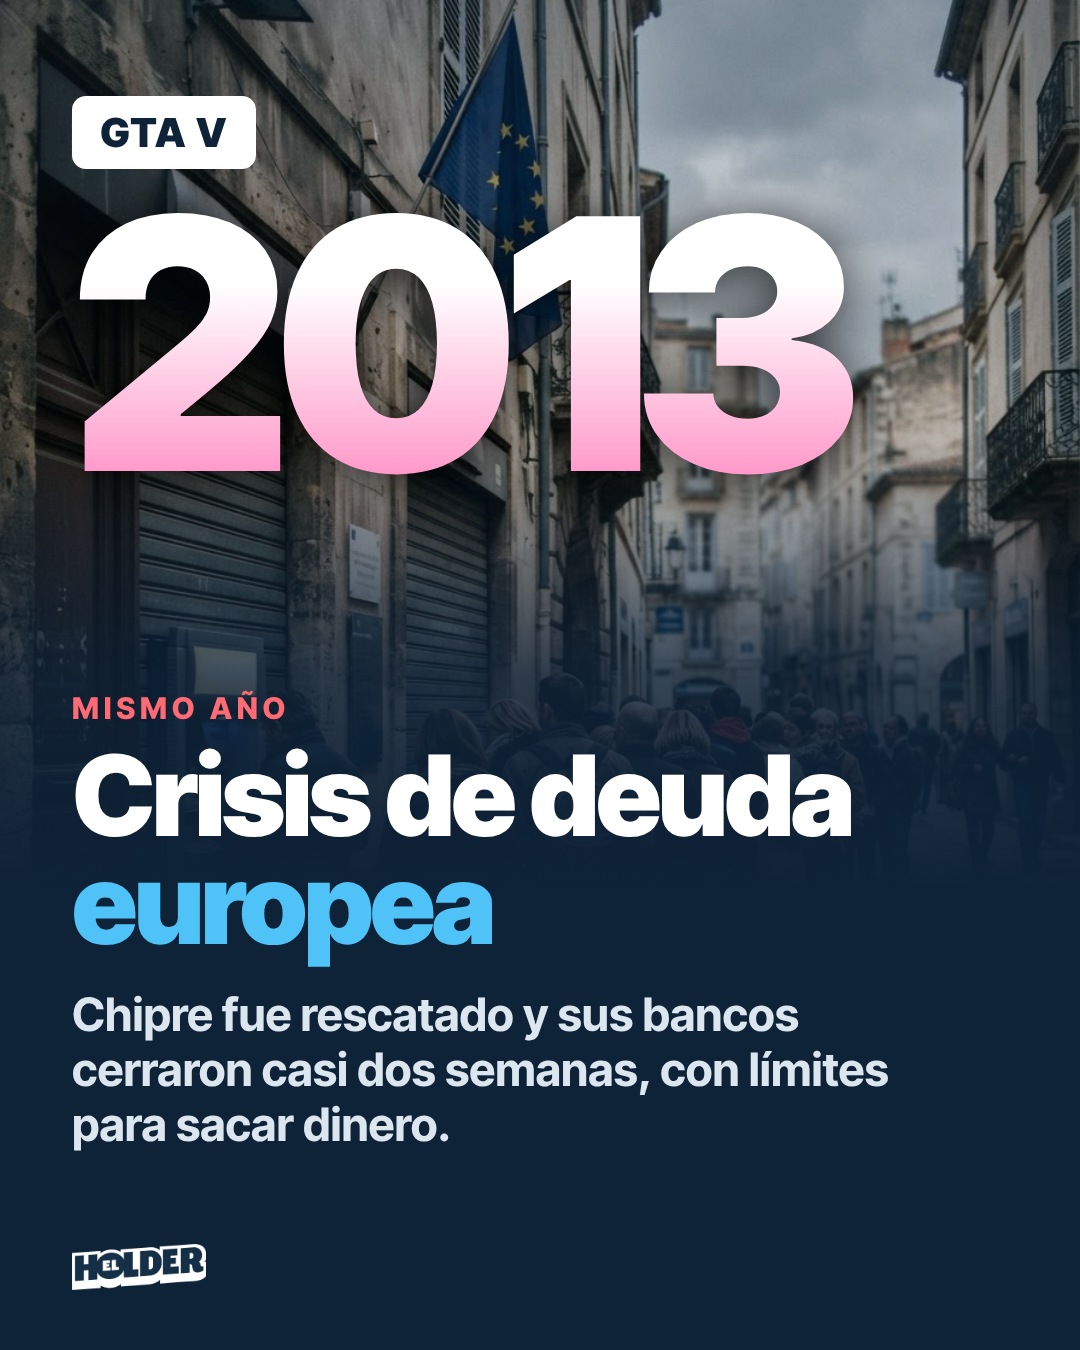 GTA V
2013
MISMO AÑO
Crisis de deuda
europea
Chipre fue rescatado y sus bancos
cerraron casi dos semanas, con límites
para sacar dinero.
EL HOLDER